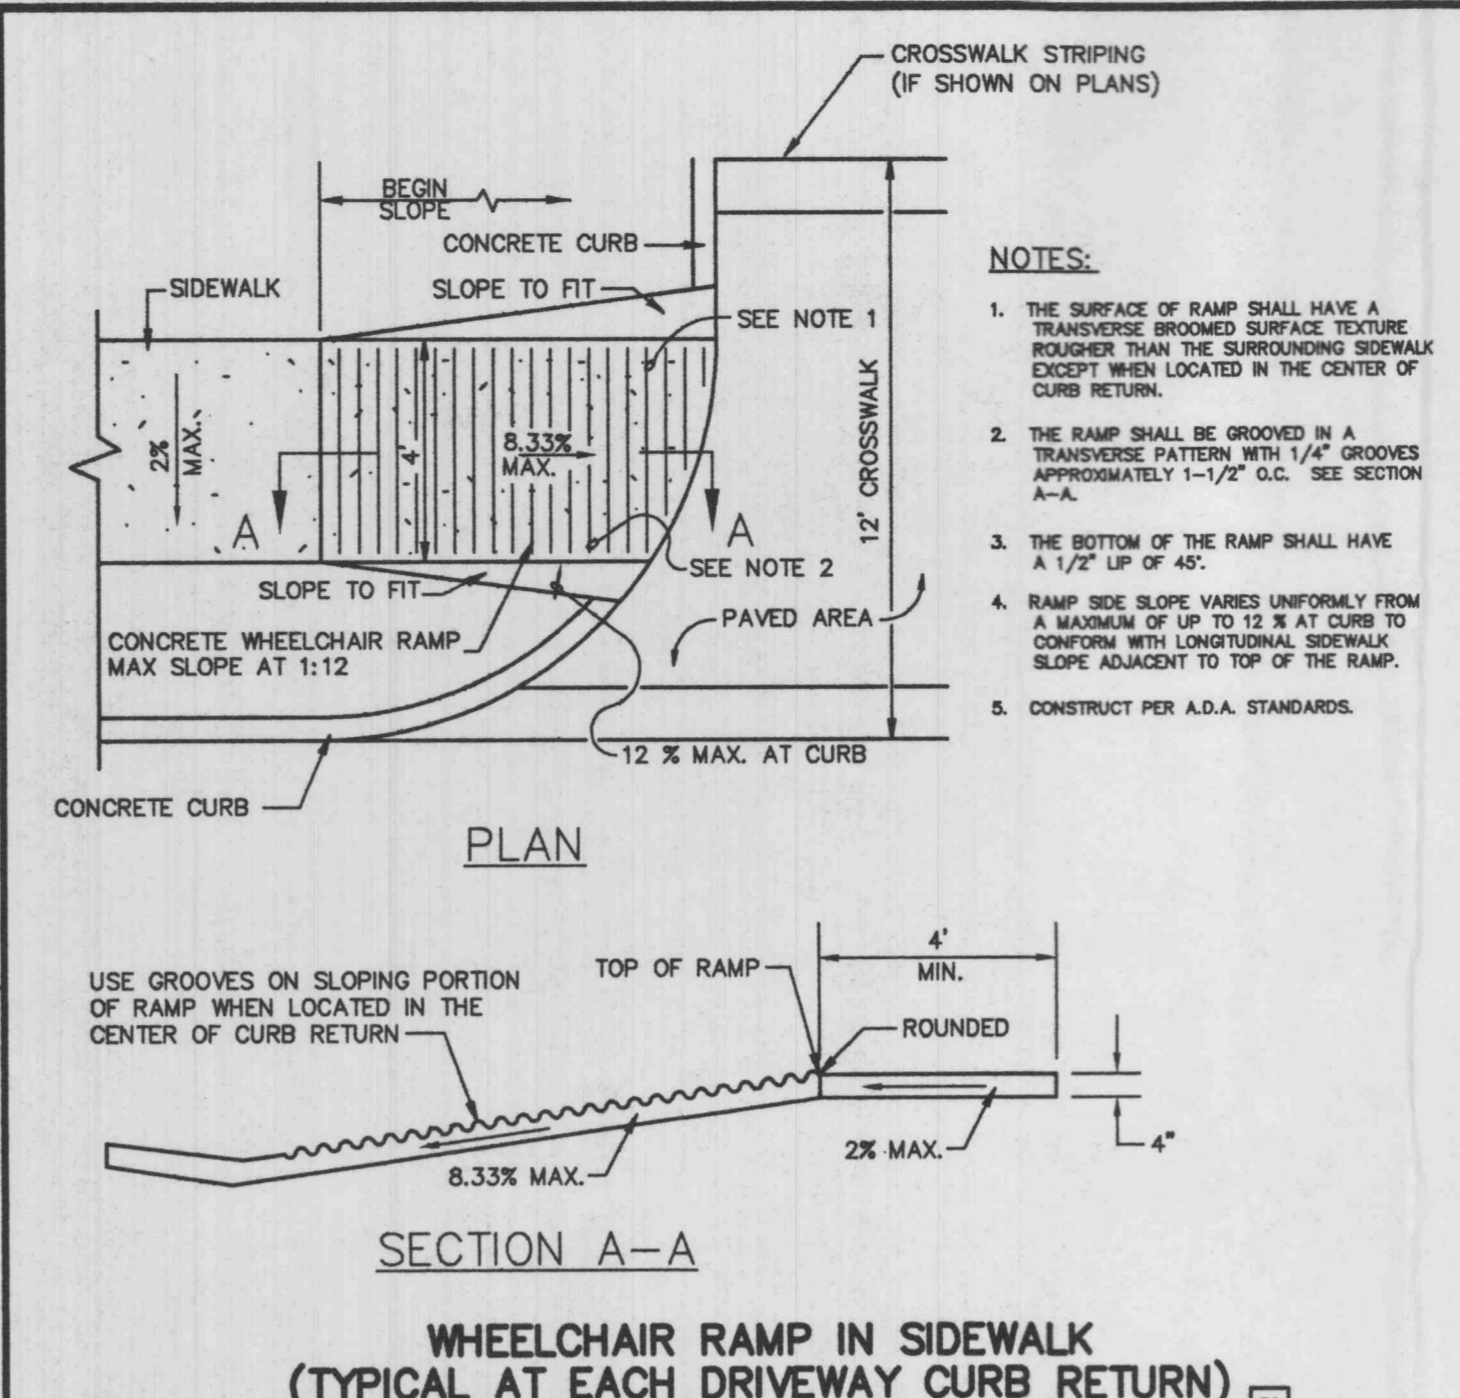 CROSSWALK STRIPING
(IF SHOWN ON PLANS)
BEGIN
SLOPE
CONCRETE CURB
SIDEWALK
SLOPE TO FIT
SEE NOTE 1
2%
MAX.
4'
8.33%
MAX.
12' CROSSWALK
A
A
SEE NOTE 2
SLOPE TO FIT
PAVED AREA
CONCRETE WHEELCHAIR RAMP
MAX SLOPE AT 1:12
12 % MAX. AT CURB
CONCRETE CURB
PLAN
NOTES:
1. THE SURFACE OF RAMP SHALL HAVE A
TRANSVERSE BROOMED SURFACE TEXTURE
ROUGHER THAN THE SURROUNDING SIDEWALK
EXCEPT WHEN LOCATED IN THE CENTER OF
CURB RETURN.
2. THE RAMP SHALL BE GROOVED IN A
TRANSVERSE PATTERN WITH 1/4" GROOVES
APPROXIMATELY 1-1/2" O.C. SEE SECTION
A-A.
3. THE BOTTOM OF THE RAMP SHALL HAVE
A 1/2" LIP OF 45°.
4. RAMP SIDE SLOPE VARIES UNIFORMLY FROM
A MAXIMUM OF UP TO 12 % AT CURB TO
CONFORM WITH LONGITUDINAL SIDEWALK
SLOPE ADJACENT TO TOP OF THE RAMP.
5. CONSTRUCT PER A.D.A. STANDARDS.
USE GROOVES ON SLOPING PORTION
OF RAMP WHEN LOCATED IN THE
CENTER OF CURB RETURN
TOP OF RAMP
4'
MIN.
ROUNDED
8.33% MAX.
2% MAX.
4"
SECTION A-A
WHEELCHAIR RAMP IN SIDEWALK
(TYPICAL AT EACH DRIVEWAY CURB RETURN)